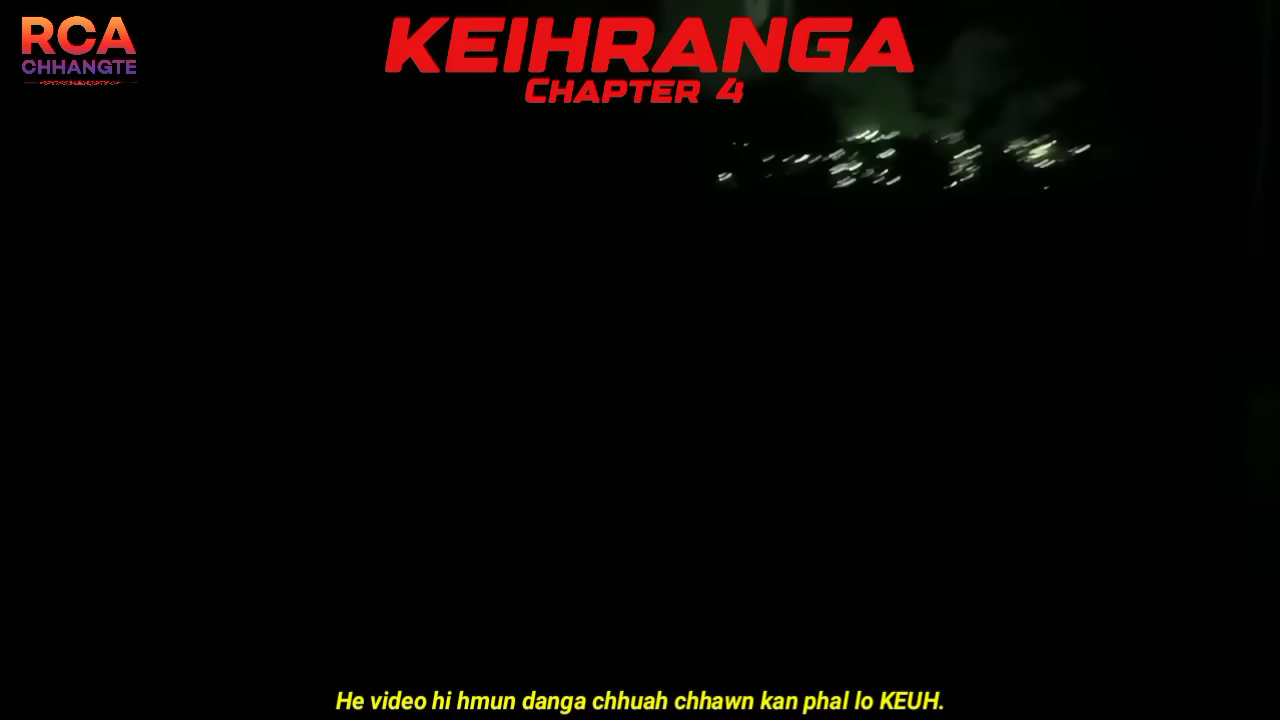 RCA
CHHANGTE
KEIHRANGA
CHAPTER 4
He video hi hmun danga chhuah chhawn kan phal lo KEUH.